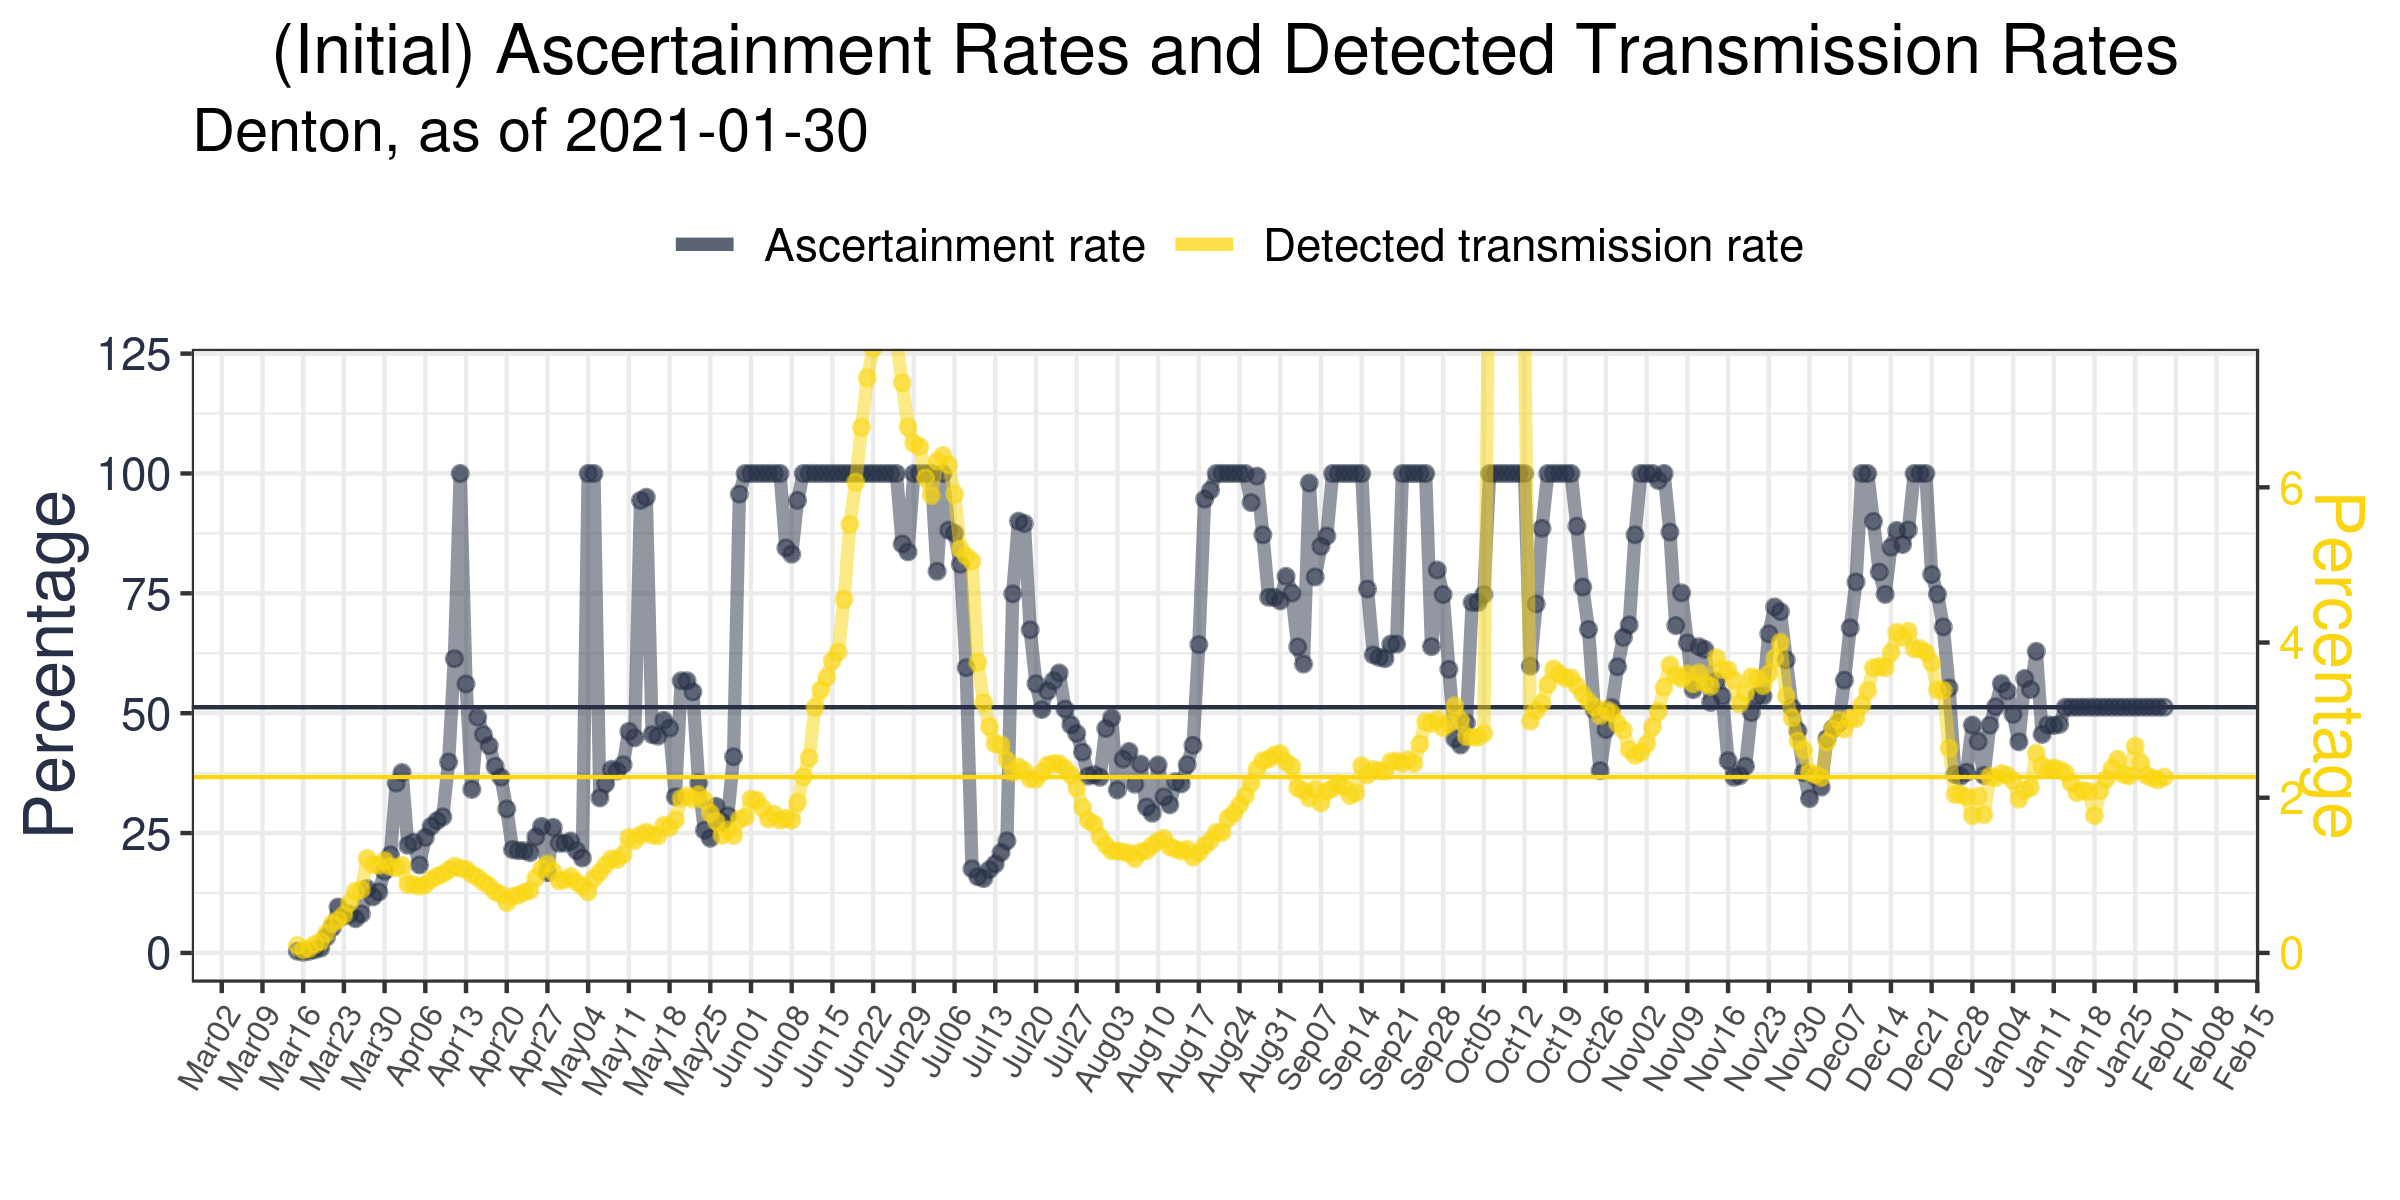 (Initial) Ascertainment Rates and Detected Transmission Rates
Denton, as of 2021-01-30
Ascertainment rate
Detected transmission rate
Percentage
125
100
75
50
25
0
6
4
2
0
Percentage
Mar02
Mar09
Mar16
Mar23
Mar30
Apr06
Apr13
Apr20
Apr27
May04
May11
May18
May25
Jun01
Jun08
Jun15
Jun22
Jun29
Jul06
Jul13
Jul20
Jul27
Aug03
Aug10
Aug17
Aug24
Aug31
Sep07
Sep14
Sep21
Sep28
Oct05
Oct12
Oct19
Oct26
Nov02
Nov09
Nov16
Nov23
Nov30
Dec07
Dec14
Dec21
Dec28
Jan04
Jan11
Jan18
Jan25
Feb01
Feb08
Feb15